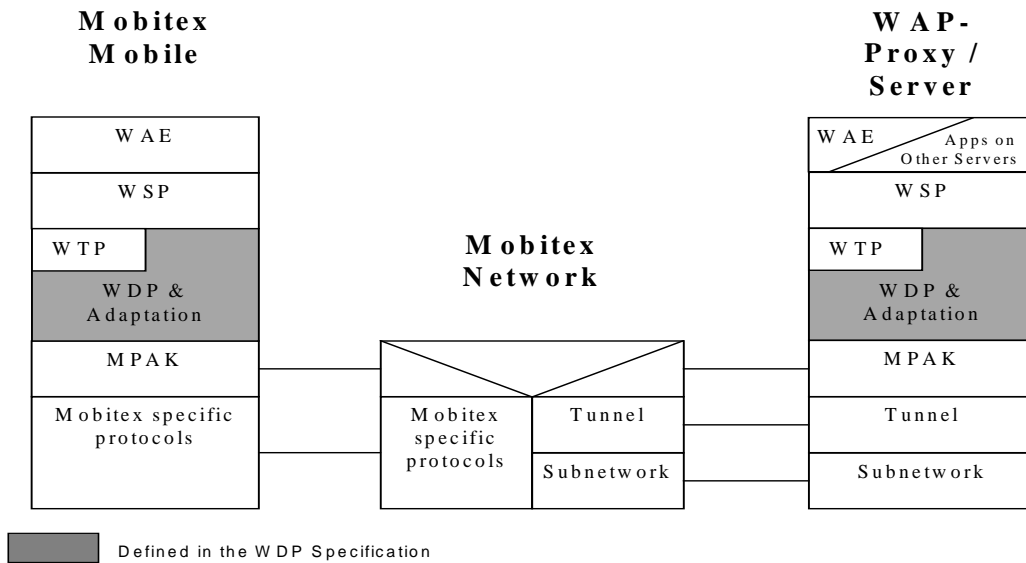 Mobitex
Mobile
WAE
WSP
WTP
WDP &
Adaptation
MPAK
Mobitex specific
protocols
Mobitex
Network
Mobitex
specific
protocols
Tunnel
Subnetwork
WAP-
Proxy /
Server
WAE
Apps on
Other Servers
WSP
WTP
WDP &
Adaptation
MPAK
Tunnel
Subnetwork
Defined in the WDP Specification